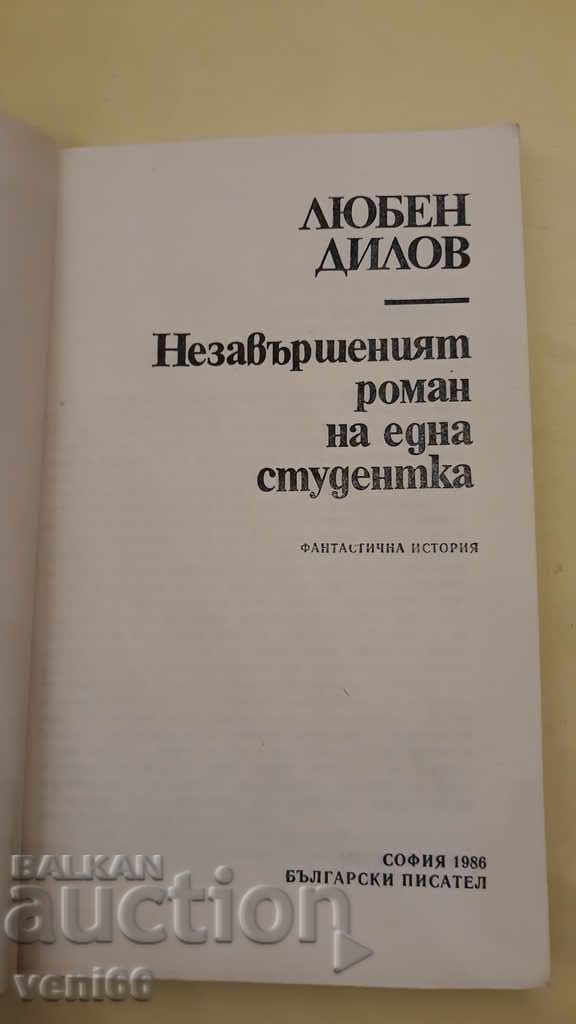 ЛЮБЕН
ДИЛОВ
Незавършеният
роман
на една
студентка
ФАНТАСТИЧНА ИСТОРИЯ
СОФИЯ 1986
БЪЛГАРСКИ ПИСАТЕЛ
BALKAN
auction
veni66